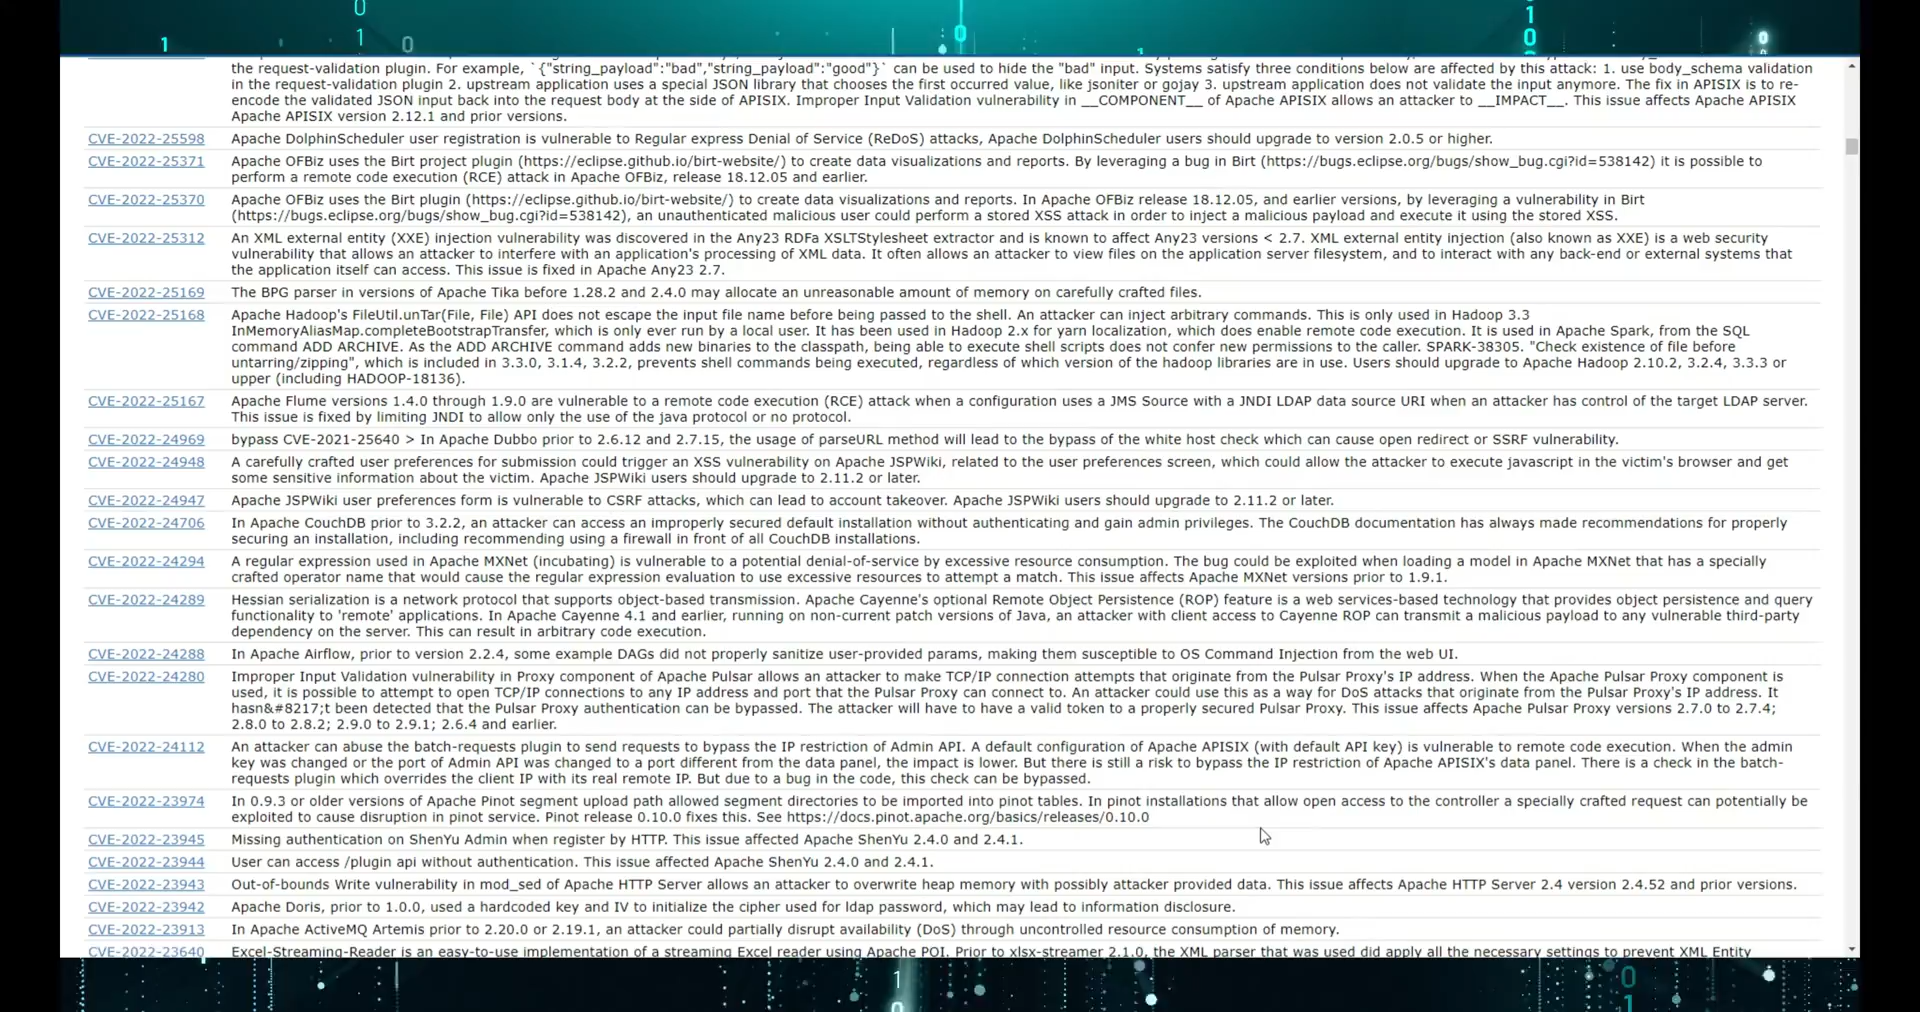 the request-validation plugin. For example, `{"string_payload":"bad","string_payload":"good"}` can be used to hide the "bad" input. Systems satisfy three conditions below are affected by this attack: 1. use body_schema validation
in the request-validation plugin 2. upstream application uses a special JSON library that chooses the first occurred value, like jsoniter or gojay 3. upstream application does not validate the input anymore. The fix in APISIX is to re-
encode the validated JSON input back into the request body at the side of APISIX. Improper Input Validation vulnerability in __COMPONENT__ of Apache APISIX allows an attacker to __IMPACT__. This issue affects Apache APISIX
Apache APISIX version 2.12.1 and prior versions.
CVE-2022-25598 Apache DolphinScheduler user registration is vulnerable to Regular express Denial of Service (ReDoS) attacks, Apache DolphinScheduler users should upgrade to version 2.0.5 or higher.
CVE-2022-25371 Apache OFBiz uses the Birt project plugin (https://eclipse.github.io/birt-website/) to create data visualizations and reports. By leveraging a bug in Birt (https://bugs.eclipse.org/bugs/show_bug.cgi?id=538142) it is possible to
perform a remote code execution (RCE) attack in Apache OFBiz, release 18.12.05 and earlier.
CVE-2022-25370 Apache OFBiz uses the Birt plugin (https://eclipse.github.io/birt-website/) to create data visualizations and reports. In Apache OFBiz release 18.12.05, and earlier versions, by leveraging a vulnerability in Birt
(https://bugs.eclipse.org/bugs/show_bug.cgi?id=538142), an unauthenticated malicious user could perform a stored XSS attack in order to inject a malicious payload and execute it using the stored XSS.
CVE-2022-25312 An XML external entity (XXE) injection vulnerability was discovered in the Any23 RDFa XSLTStylesheet extractor and is known to affect Any23 versions < 2.7. XML external entity injection (also known as XXE) is a web security
vulnerability that allows an attacker to interfere with an application's processing of XML data. It often allows an attacker to view files on the application server filesystem, and to interact with any back-end or external systems that
the application itself can access. This issue is fixed in Apache Any23 2.7.
CVE-2022-25169 The BPG parser in versions of Apache Tika before 1.28.2 and 2.4.0 may allocate an unreasonable amount of memory on carefully crafted files.
CVE-2022-25168 Apache Hadoop's FileUtil.unTar(File, File) API does not escape the input file name before being passed to the shell. An attacker can inject arbitrary commands. This is only used in Hadoop 3.3
InMemoryAliasMap.completeBootstrapTransfer, which is only ever run by a local user. It has been used in Hadoop 2.x for yarn localization, which does enable remote code execution. It is used in Apache Spark, from the SQL
command ADD ARCHIVE. As the ADD ARCHIVE command adds new binaries to the classpath, being able to execute shell scripts does not confer new permissions to the caller. SPARK-38305. "Check existence of file before
untarring/zipping", which is included in 3.3.0, 3.1.4, 3.2.2, prevents shell commands being executed, regardless of which version of the hadoop libraries are in use. Users should upgrade to Apache Hadoop 2.10.2, 3.2.4, 3.3.3 or
upper (including HADOOP-18136).
CVE-2022-25167 Apache Flume versions 1.4.0 through 1.9.0 are vulnerable to a remote code execution (RCE) attack when a configuration uses a JMS Source with a JNDI LDAP data source URI when an attacker has control of the target LDAP server.
This issue is fixed by limiting JNDI to allow only the use of the java protocol or no protocol.
CVE-2022-24969 bypass CVE-2021-25640 > In Apache Dubbo prior to 2.6.12 and 2.7.15, the usage of parseURL method will lead to the bypass of the white host check which can cause open redirect or SSRF vulnerability.
CVE-2022-24948 A carefully crafted user preferences for submission could trigger an XSS vulnerability on Apache JSPWiki, related to the user preferences screen, which could allow the attacker to execute javascript in the victim's browser and get
some sensitive information about the victim. Apache JSPWiki users should upgrade to 2.11.2 or later.
CVE-2022-24947 Apache JSPWiki user preferences form is vulnerable to CSRF attacks, which can lead to account takeover. Apache JSPWiki users should upgrade to 2.11.2 or later.
CVE-2022-24706 In Apache CouchDB prior to 3.2.2, an attacker can access an improperly secured default installation without authenticating and gain admin privileges. The CouchDB documentation has always made recommendations for properly
securing an installation, including recommending using a firewall in front of all CouchDB installations.
CVE-2022-24294 A regular expression used in Apache MXNet (incubating) is vulnerable to a potential denial-of-service by excessive resource consumption. The bug could be exploited when loading a model in Apache MXNet that has a specially
crafted operator name that would cause the regular expression evaluation to use excessive resources to attempt a match. This issue affects Apache MXNet versions prior to 1.9.1.
CVE-2022-24289 Hessian serialization is a network protocol that supports object-based transmission. Apache Cayenne's optional Remote Object Persistence (ROP) feature is a web services-based technology that provides object persistence and query
functionality to 'remote' applications. In Apache Cayenne 4.1 and earlier, running on non-current patch versions of Java, an attacker with client access to Cayenne ROP can transmit a malicious payload to any vulnerable third-party
dependency on the server. This can result in arbitrary code execution.
CVE-2022-24288 In Apache Airflow, prior to version 2.2.4, some example DAGs did not properly sanitize user-provided params, making them susceptible to OS Command Injection from the web UI.
CVE-2022-24280 Improper Input Validation vulnerability in Proxy component of Apache Pulsar allows an attacker to make TCP/IP connection attempts that originate from the Pulsar Proxy's IP address. When the Apache Pulsar Proxy component is
used, it is possible to attempt to open TCP/IP connections to any IP address and port that the Pulsar Proxy can connect to. An attacker could use this as a way for DoS attacks that originate from the Pulsar Proxy's IP address. It
hasn&#8217;t been detected that the Pulsar Proxy authentication can be bypassed. The attacker will have to have a valid token to a properly secured Pulsar Proxy. This issue affects Apache Pulsar Proxy versions 2.7.0 to 2.7.4;
2.8.0 to 2.8.2; 2.9.0 to 2.9.1; 2.6.4 and earlier.
CVE-2022-24112 An attacker can abuse the batch-requests plugin to send requests to bypass the IP restriction of Admin API. A default configuration of Apache APISIX (with default API key) is vulnerable to remote code execution. When the admin
key was changed or the port of Admin API was changed to a port different from the data panel, the impact is lower. But there is still a risk to bypass the IP restriction of Apache APISIX's data panel. There is a check in the batch-
requests plugin which overrides the client IP with its real remote IP. But due to a bug in the code, this check can be bypassed.
CVE-2022-23974 In 0.9.3 or older versions of Apache Pinot segment upload path allowed segment directories to be imported into pinot tables. In pinot installations that allow open access to the controller a specially crafted request can potentially be
exploited to cause disruption in pinot service. Pinot release 0.10.0 fixes this. See https://docs.pinot.apache.org/basics/releases/0.10.0
CVE-2022-23945 Missing authentication on ShenYu Admin when register by HTTP. This issue affected Apache ShenYu 2.4.0 and 2.4.1.
CVE-2022-23944 User can access /plugin api without authentication. This issue affected Apache ShenYu 2.4.0 and 2.4.1.
CVE-2022-23943 Out-of-bounds Write vulnerability in mod_sed of Apache HTTP Server allows an attacker to overwrite heap memory with possibly attacker provided data. This issue affects Apache HTTP Server 2.4 version 2.4.52 and prior versions.
CVE-2022-23942 Apache Doris, prior to 1.0.0, used a hardcoded key and IV to initialize the cipher used for ldap password, which may lead to information disclosure.
CVE-2022-23913 In Apache ActiveMQ Artemis prior to 2.20.0 or 2.19.1, an attacker could partially disrupt availability (DoS) through uncontrolled resource consumption of memory.
CVE-2022-23640 Excel-Streaming-Reader is an easy-to-use implementation of a streaming Excel reader using Apache POI. Prior to xlsx-streamer 2.1.0, the XML parser that was used did apply all the necessary settings to prevent XML Entity